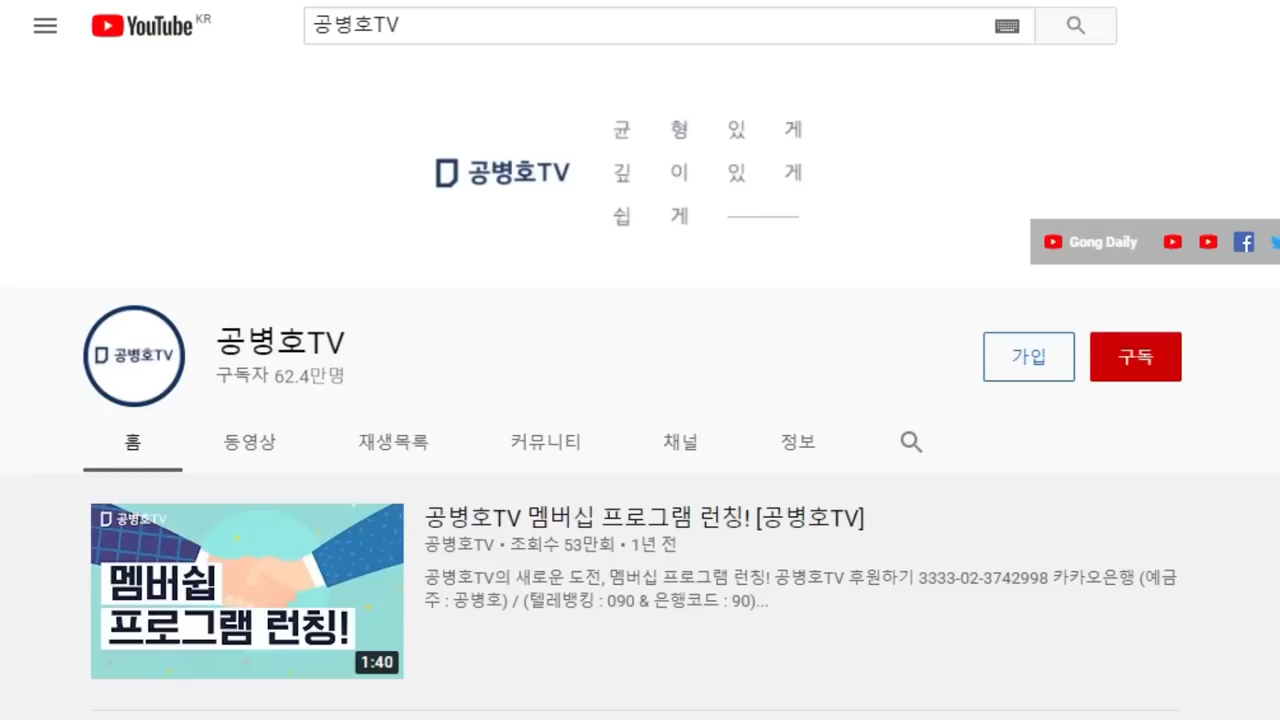 YouTube KR
공병호TV
균 형 있 게
공병호TV
깊 이 있 게
쉽 게
Gong Daily
공병호TV
공병호TV
구독자 62.4만명
가입
구독
홈
동영상
재생목록
커뮤니티
채널
정보
공병호TV
멤버쉽
프로그램 런칭!
1:40
공병호TV 멤버십 프로그램 런칭! [공병호TV]
공병호TV • 조회수 53만회 • 1년 전
공병호TV의 새로운 도전, 멤버십 프로그램 런칭! 공병호TV 후원하기 3333-02-3742998 카카오은행 (예금
주 : 공병호) / (텔레뱅킹 : 090 & 은행코드 : 90)...